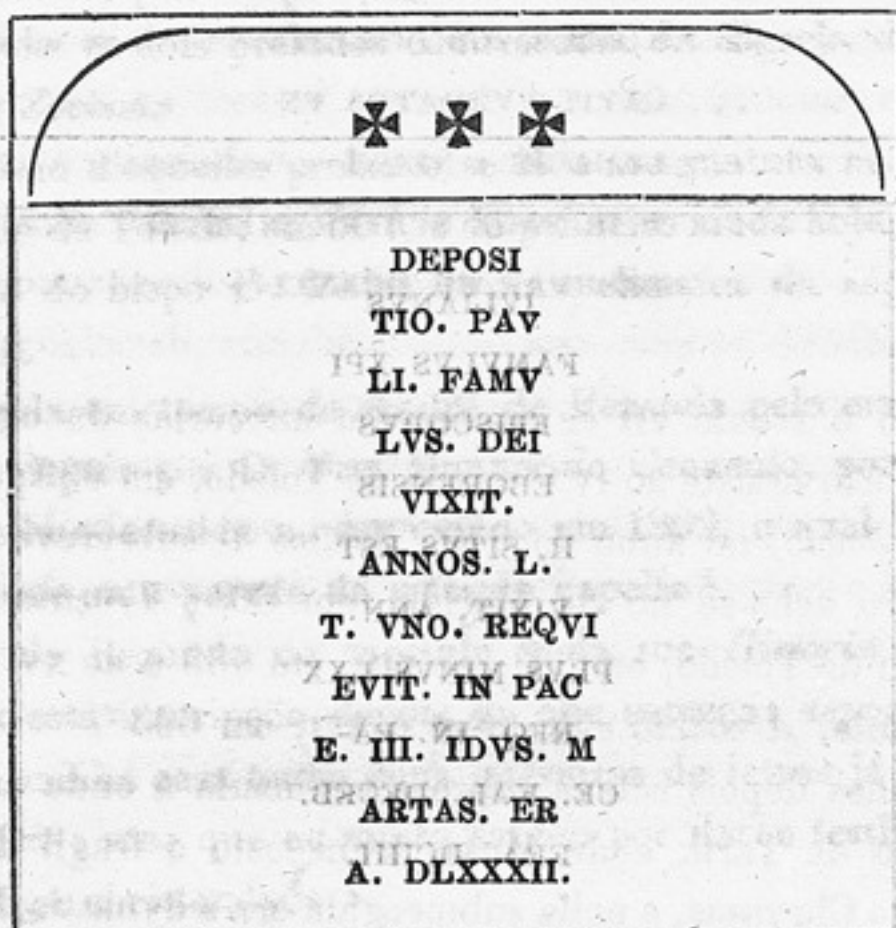 DEPOSI
TIO. PAV
LI. FAMV
LVS. DEI
VIXIT.
ANNOS. L.
T. VNO. REQVI
EVIT. IN PAC
E. III. IDVS. M
ARTAS. ER
A. DLXXXII.